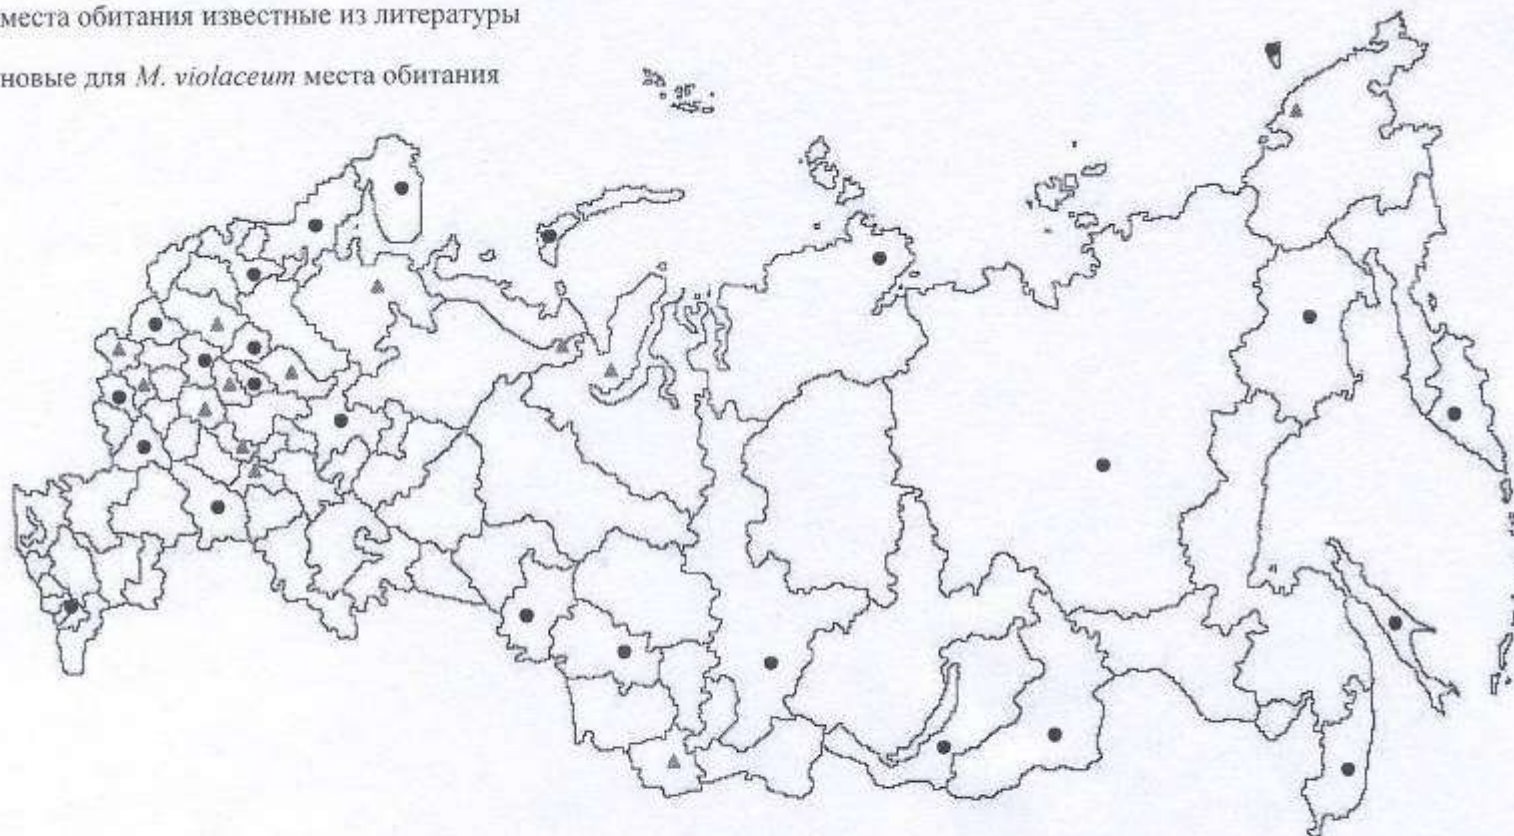 места обитания известные из литературы
новые для M. violaceum места обитания